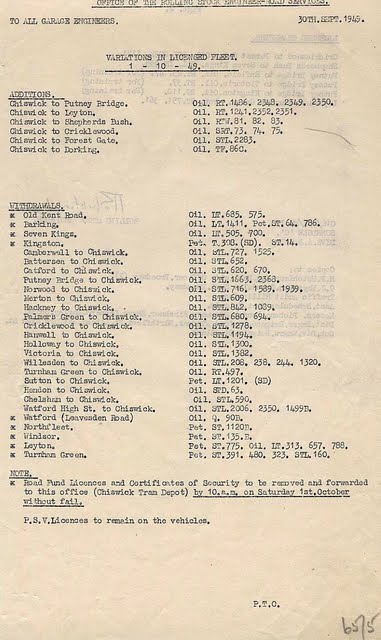 OFFICE OF THE ROLLING STOCK ENGINEER-ROAD SERVICES.
TO ALL GARAGE ENGINEERS. 30TH.SEPT.1949.
VARIATIONS IN LICENSED FLEET.
1 - 10 - 49.
ADDITIONS.
Chiswick to Putney Bridge. Oil. RT.1486, 2348, 2349, 2350.
Chiswick to Leyton. Oil. RT.1241, 2352, 2351.
Chiswick to Shepherds Bush. Oil. RTW.81, 82, 83.
Chiswick to Cricklewood. Oil. SRT.73, 74, 75.
Chiswick to Forest Gate. Oil. STL.2283.
Chiswick to Dorking. Oil. TF.86C.
WITHDRAWALS.
* Old Kent Road. Oil. LT.685, 575.
* Barking. Oil. LT.1411, Pet.ST.64, 786.
* Seven Kings. Oil. LT.505, 700.
* Kingston. Pet. T.308.(SD). ST.14.
Camberwell to Chiswick. Oil. STL.727, 1525.
Battersea to Chiswick. Oil. STL.652.
Catford to Chiswick. Oil. STL.620, 670.
Putney Bridge to Chiswick. Oil. STL.1663, 2368.
Norwood to Chiswick. Oil. STL.716, 1589, 1939.
Merton to Chiswick. Oil. STL.609.
Hackney to Chiswick. Oil. STL.842, 1089.
Palmers Green to Chiswick. Oil. STL.680, 694.
Cricklewood to Chiswick. Oil. STL.1278.
Hanwell to Chiswick. Oil. STL.1194.
Holloway to Chiswick. Oil. STL.1300.
Victoria to Chiswick. Oil. STL.1382.
Willesden to Chiswick. Oil. STL.208, 238, 244, 1320.
Turnham Green to Chiswick. Oil. RT.497.
Sutton to Chiswick. Pet. LT.1201, (SD)
Hendon to Chiswick. Oil. STD.63.
Chelsham to Chiswick. Oil. STL.590.
Watford High St. to Chiswick. Oil. STL.2006, 2350, 1499B.
* Watford (Leavesden Road) Oil. Q. 90B.
* Northfleet. Pet. ST.1120B.
* Windsor. Pet. ST.135.B.
* Leyton. Pet. ST.775, Oil. LT.313, 657, 788.
* Turnham Green. Pet. ST.391, 480, 323, STL.160.
NOTE.
* Road Fund Licences and Certificates of Security to be removed and forwarded
to this office (Chiswick Tram Depot) by 10.a.m. on Saturday 1st.October
without fail.
P.S.V.Licences to remain on the vehicles.
P.T.O.
65/5